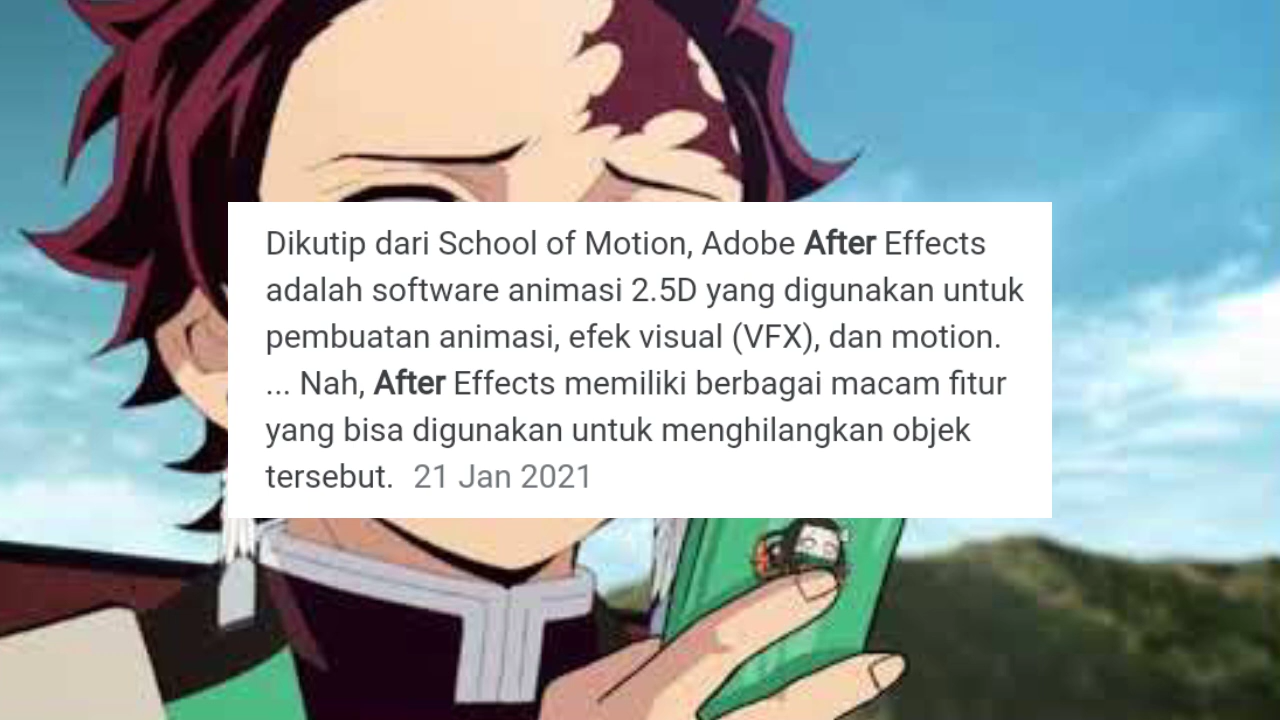 Dikutip dari School of Motion, Adobe After Effects
adalah software animasi 2.5D yang digunakan untuk
pembuatan animasi, efek visual (VFX), dan motion.
... Nah, After Effects memiliki berbagai macam fitur
yang bisa digunakan untuk menghilangkan objek
tersebut. 21 Jan 2021